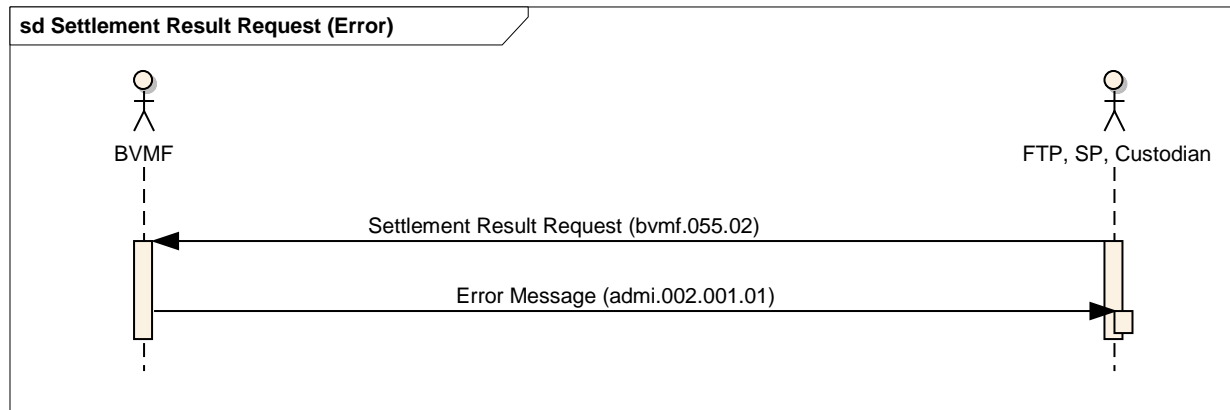 sd Settlement Result Request (Error)
BVMF
FTP, SP, Custodian
Settlement Result Request (bvmf.055.02)
Error Message (admi.002.001.01)